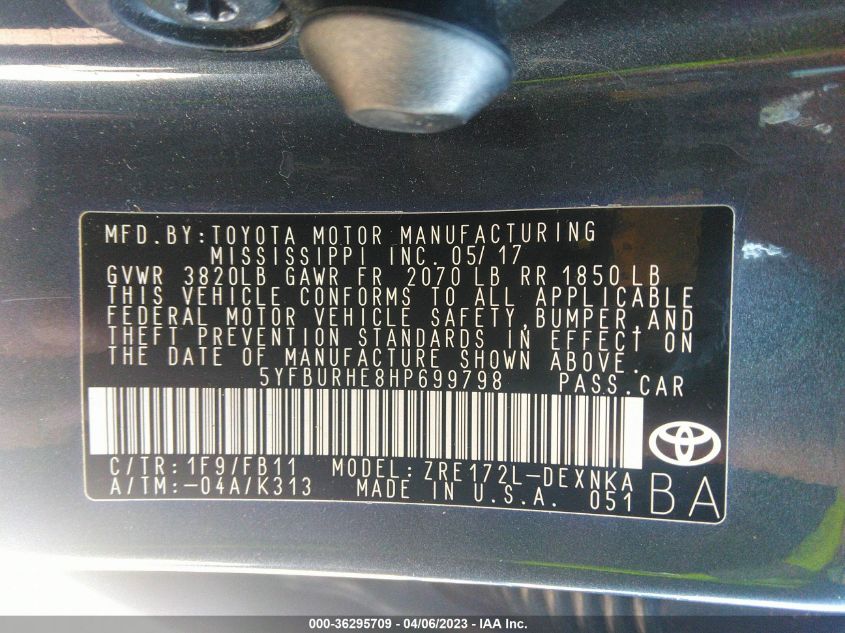 MFD.BY:TOYOTA MOTOR MANUFACTURING
MISSISSIPPI INC. 05/17
GVWR 3820LB GAWR FR 2070 LB RR 1850 LB
THIS VEHICLE CONFORMS TO ALL APPLICABLE
FEDERAL MOTOR VEHICLE SAFETY,BUMPER,AND
THEFT PREVENTION STANDARDS IN EFFECT ON
THE DATE OF MANUFACTURE SHOWN ABOVE.
5YFBURHE8HP699798 PASS.CAR
C/TR:1F9/FB11 MODEL:ZRE172L-DEXNKA
A/TM:-04A/K313 MADE IN U.S.A. 051 BA
000-36295709 - 04/06/2023 - IAA Inc.